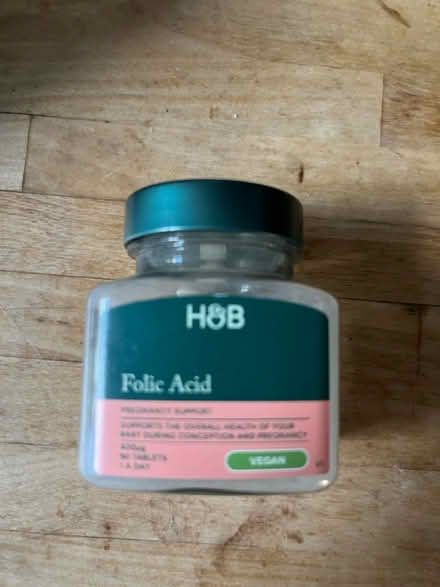 H&B
Folic Acid
PREGNANCY SUPPORT
SUPPORTS THE OVERALL HEALTH OF YOUR
BABY DURING CONCEPTION AND PREGNANCY
400µg
90 TABLETS
1 A DAY
VEGAN